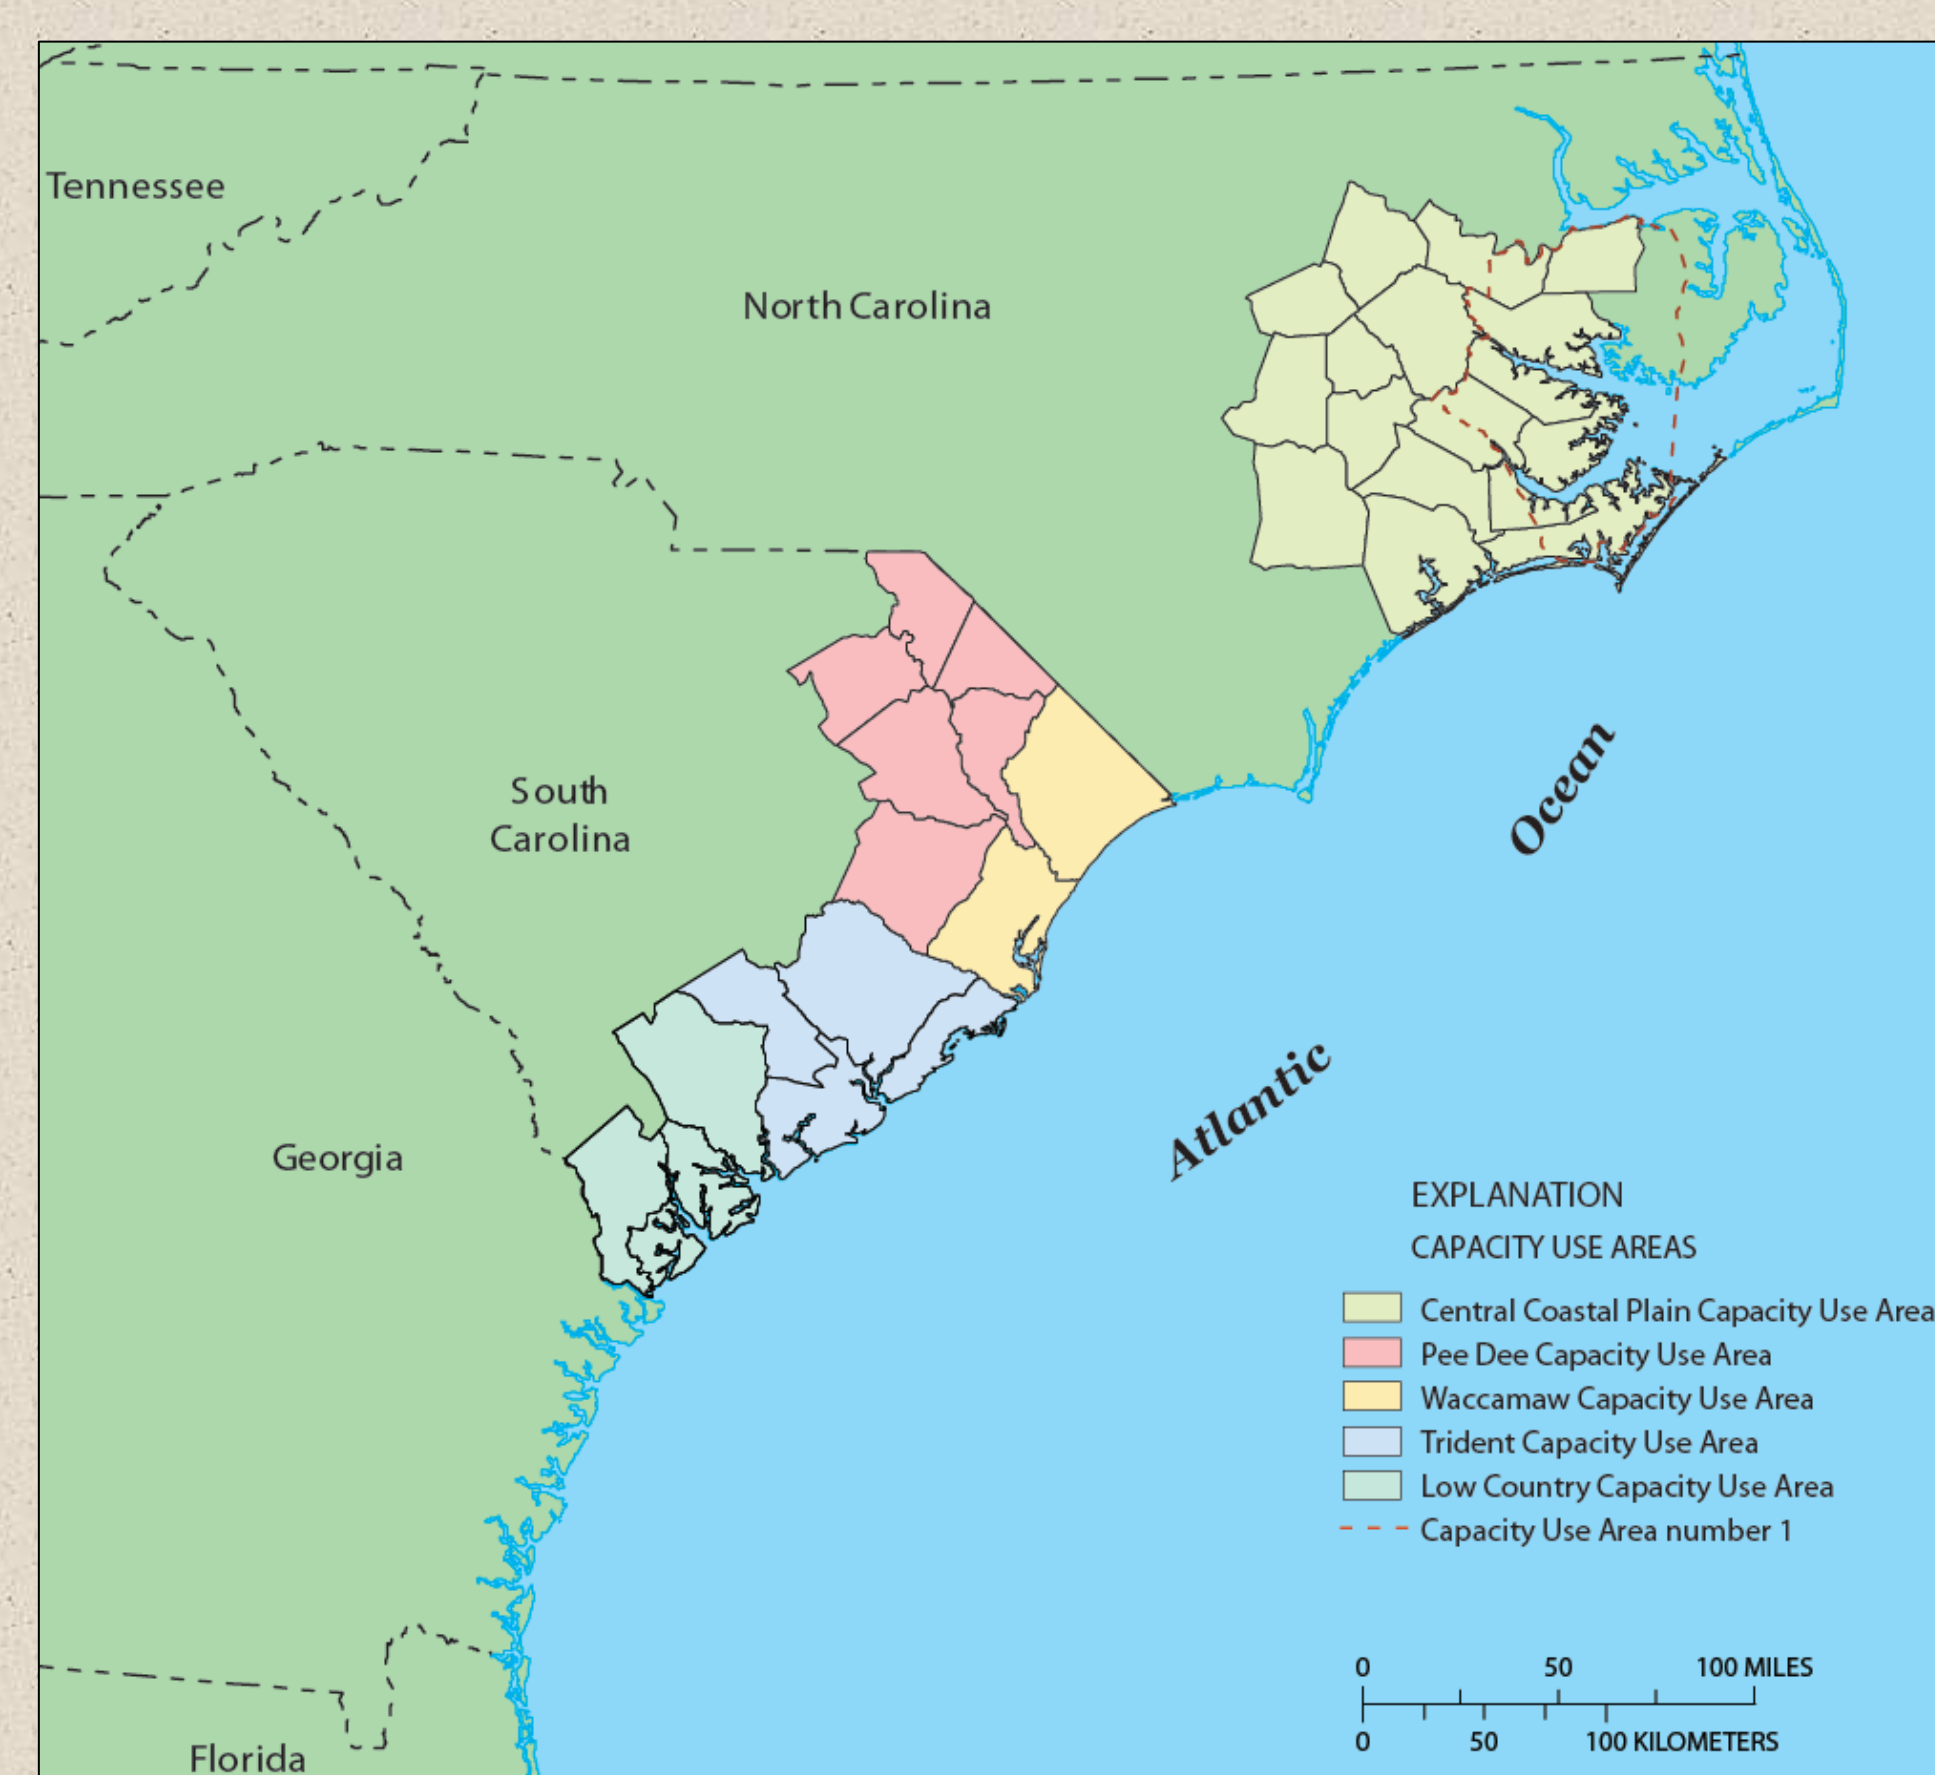 Tennessee
North Carolina
South
Carolina
Georgia
Florida
Atlantic
Ocean
EXPLANATION
CAPACITY USE AREAS
Central Coastal Plain Capacity Use Area
Pee Dee Capacity Use Area
Waccamaw Capacity Use Area
Trident Capacity Use Area
Low Country Capacity Use Area
Capacity Use Area number 1
0 50 100 MILES
0 50 100 KILOMETERS